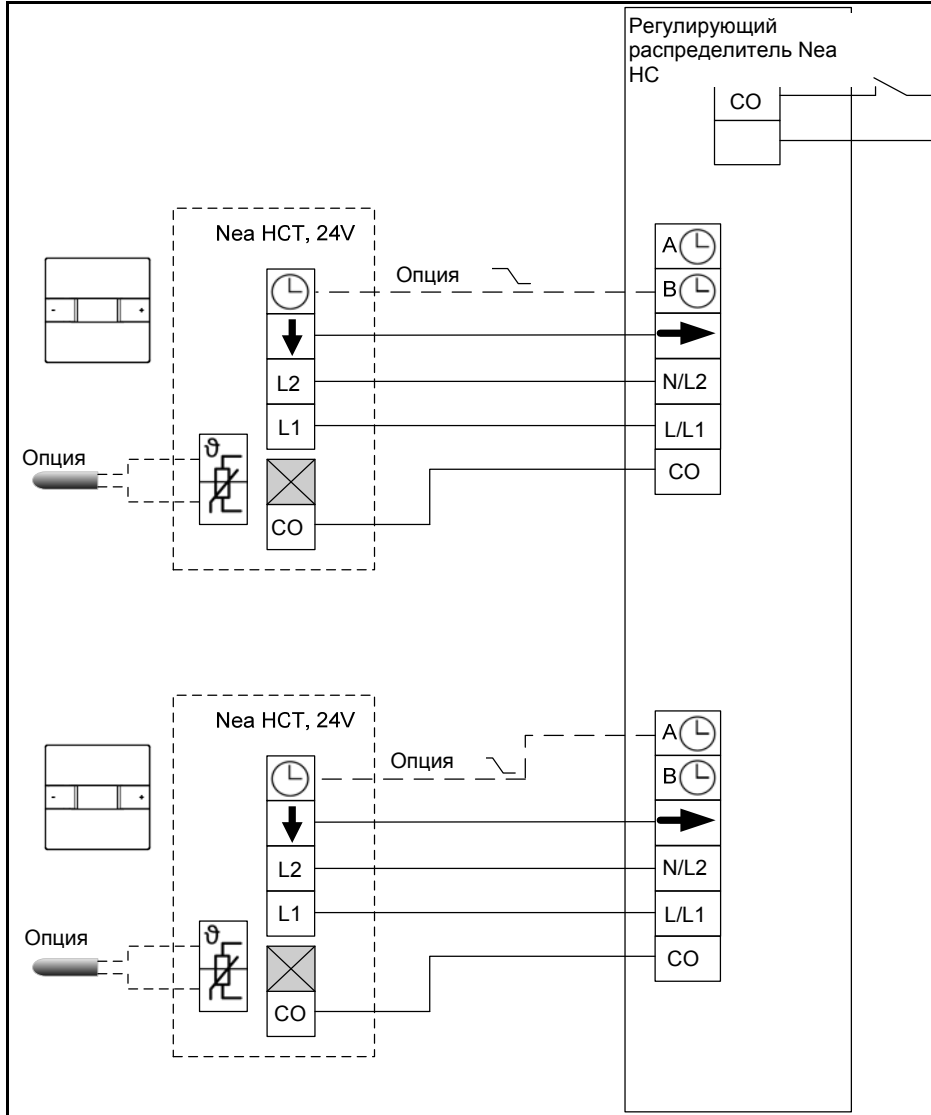 Регулирующий
распределитель Nea
HC
CO
Nea HCT, 24V
Опция
A
B
L2
N/L2
L1
L/L1
Опция
ϑ
CO
CO
- +
Nea HCT, 24V
Опция
A
B
- +
L2
N/L2
L1
L/L1
Опция
ϑ
CO
CO